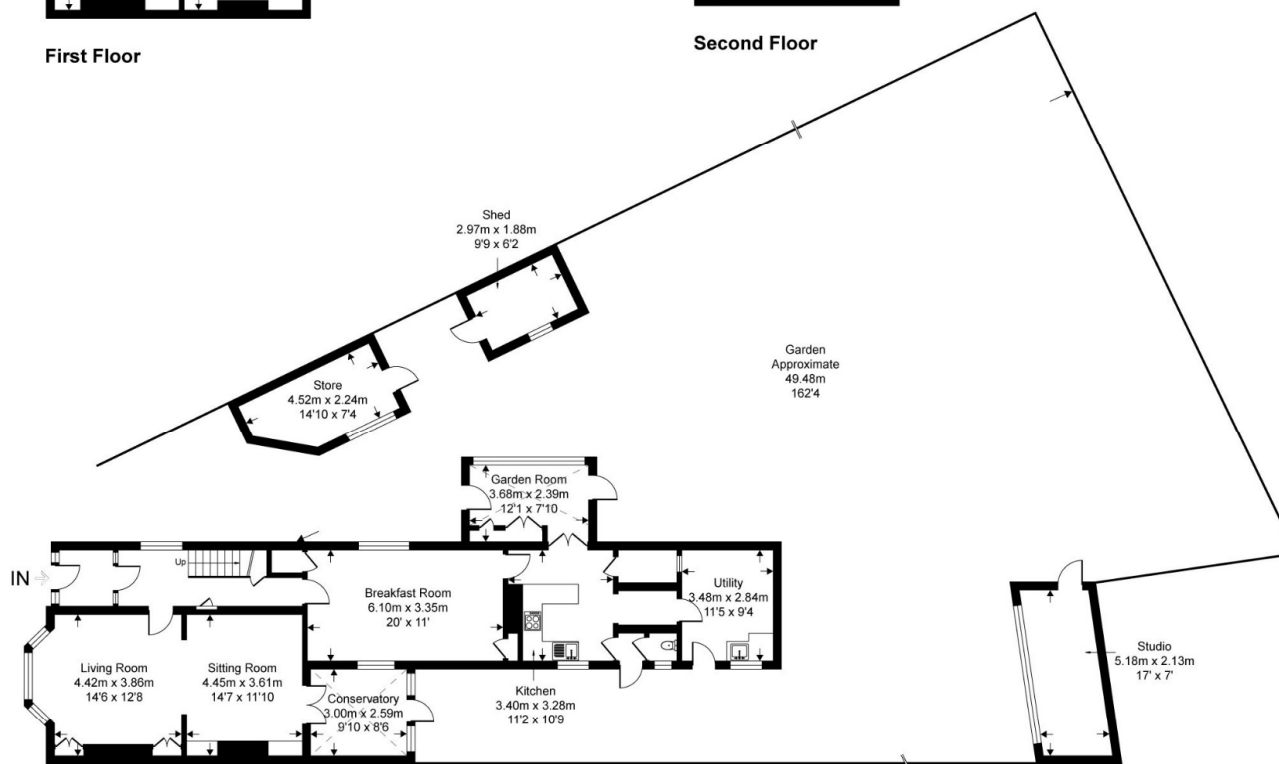 First Floor
Second Floor
Shed
2.97m x 1.88m
9'9 x 6'2
Garden
Approximate
49.48m
162'4
Store
4.52m x 2.24m
14'10 x 7'4
Garden Room
3.68m x 2.39m
12'1 x 7'10
IN
Up
Breakfast Room
6.10m x 3.35m
20' x 11'
Utility
3.48m x 2.84m
11'5 x 9'4
Living Room
4.42m x 3.86m
14'6 x 12'8
Sitting Room
4.45m x 3.61m
14'7 x 11'10
Conservatory
3.00m x 2.59m
9'10 x 8'6
Kitchen
3.40m x 3.28m
11'2 x 10'9
Studio
5.18m x 2.13m
17' x 7'